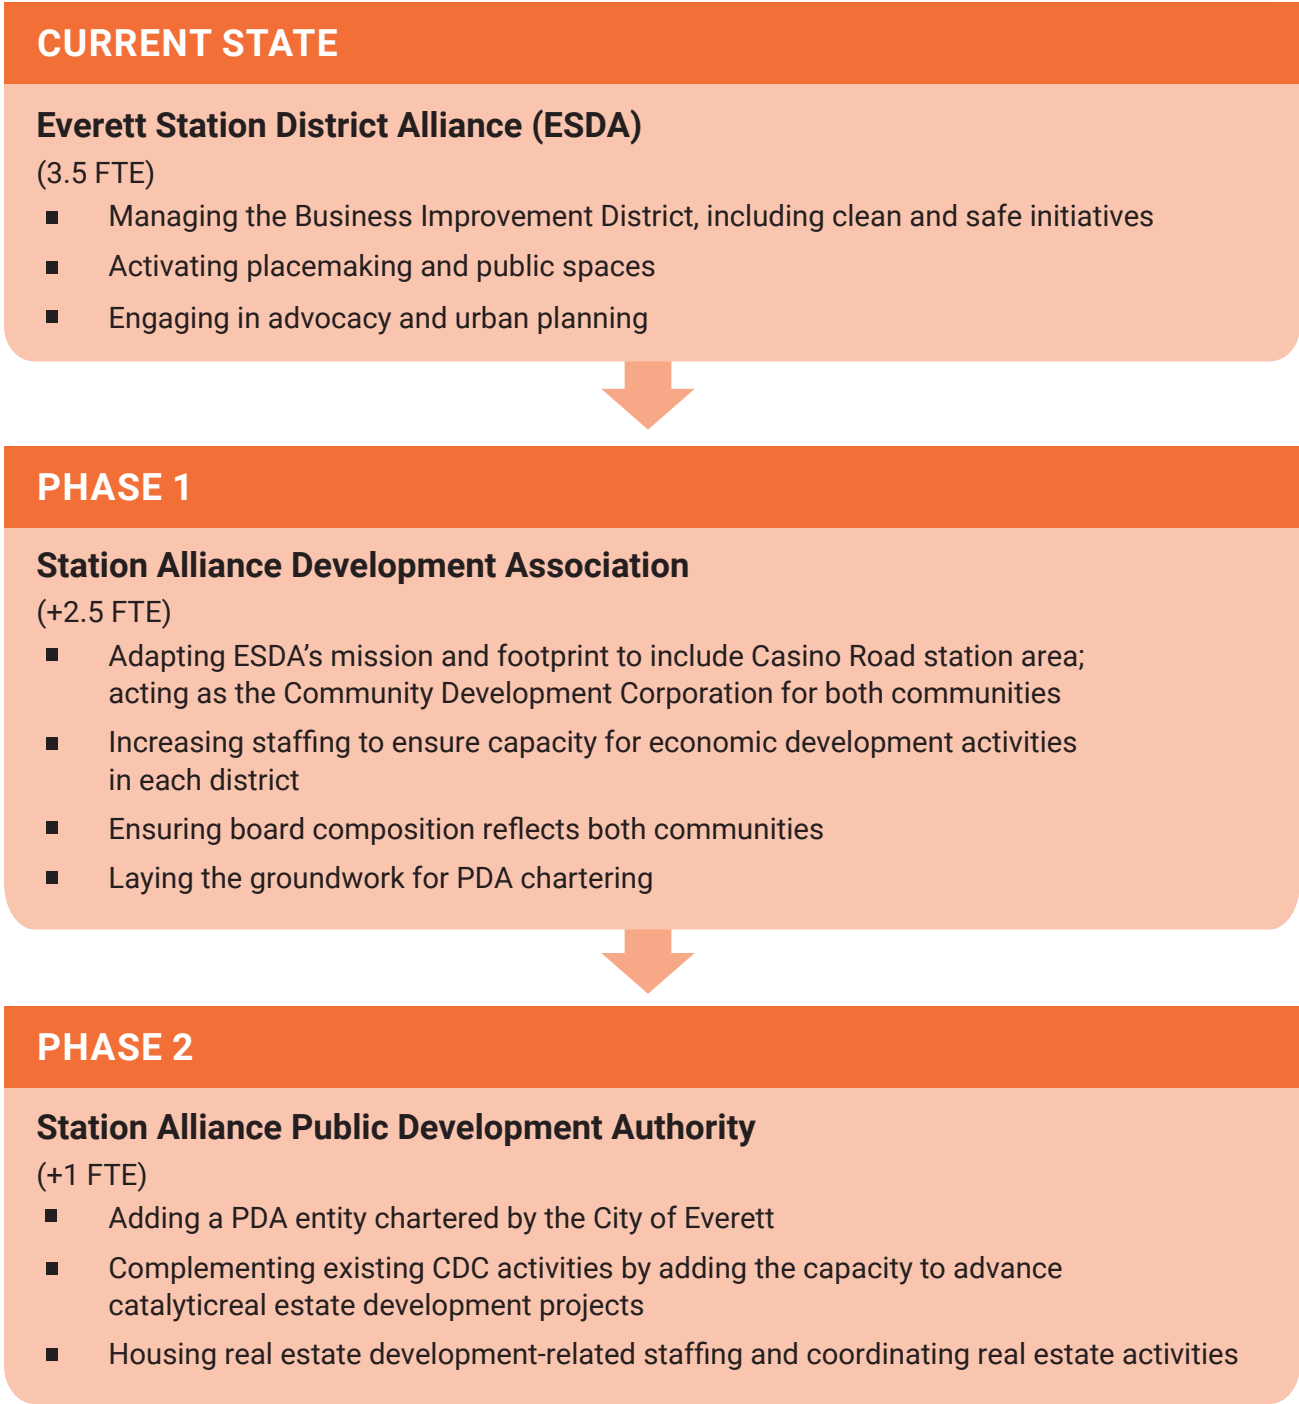 CURRENT STATE
Everett Station District Alliance (ESDA)
(3.5 FTE)
■ Managing the Business Improvement District, including clean and safe initiatives
■ Activating placemaking and public spaces
■ Engaging in advocacy and urban planning
PHASE 1
Station Alliance Development Association
(+2.5 FTE)
■ Adapting ESDA’s mission and footprint to include Casino Road station area;
acting as the Community Development Corporation for both communities
■ Increasing staffing to ensure capacity for economic development activities
in each district
■ Ensuring board composition reflects both communities
■ Laying the groundwork for PDA chartering
PHASE 2
Station Alliance Public Development Authority
(+1 FTE)
■ Adding a PDA entity chartered by the City of Everett
■ Complementing existing CDC activities by adding the capacity to advance
catalyticreal estate development projects
■ Housing real estate development-related staffing and coordinating real estate activities